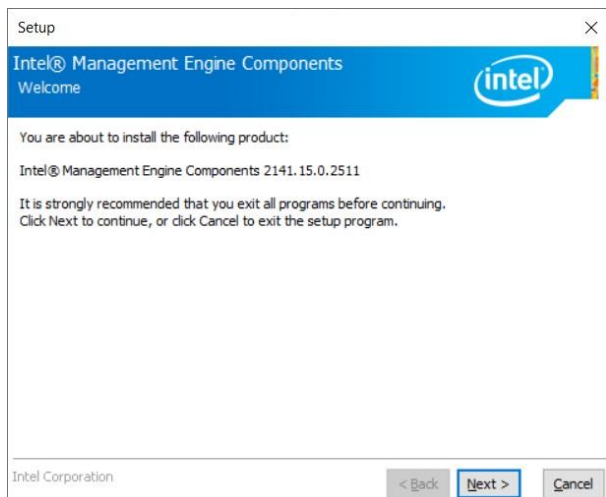 Setup
Intel® Management Engine Components
Welcome
intel
You are about to install the following product:
Intel® Management Engine Components 2141.15.0.2511
It is strongly recommended that you exit all programs before continuing.
Click Next to continue, or click Cancel to exit the setup program.
Intel Corporation
< Back Next > Cancel